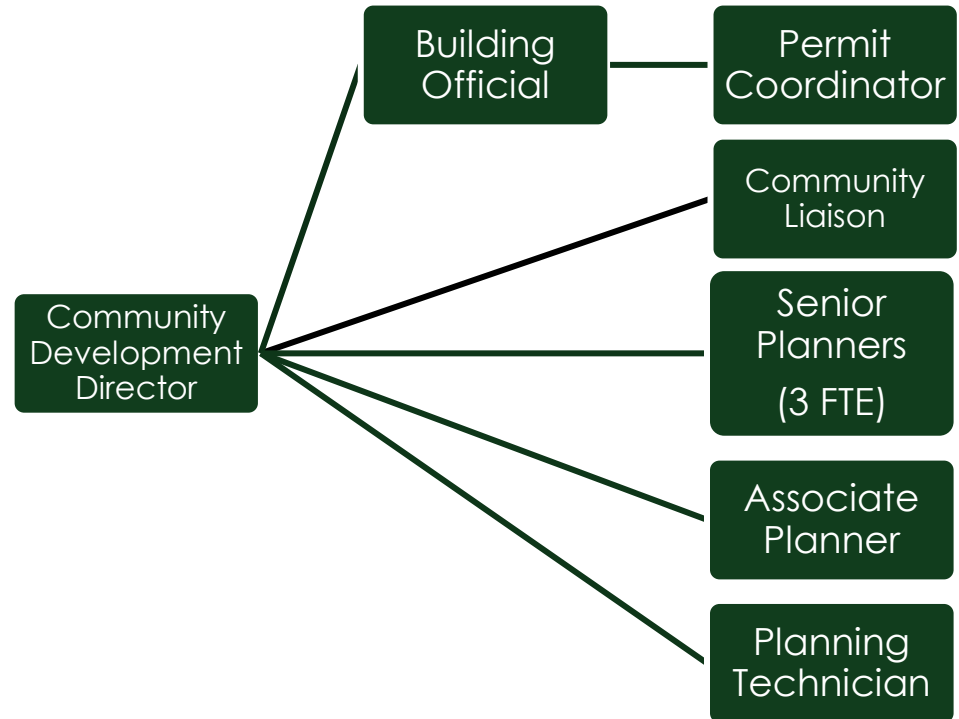 Building
Official
Permit
Coordinator
Community
Liaison
Community
Development
Director
Senior
Planners
(3 FTE)
Associate
Planner
Planning
Technician